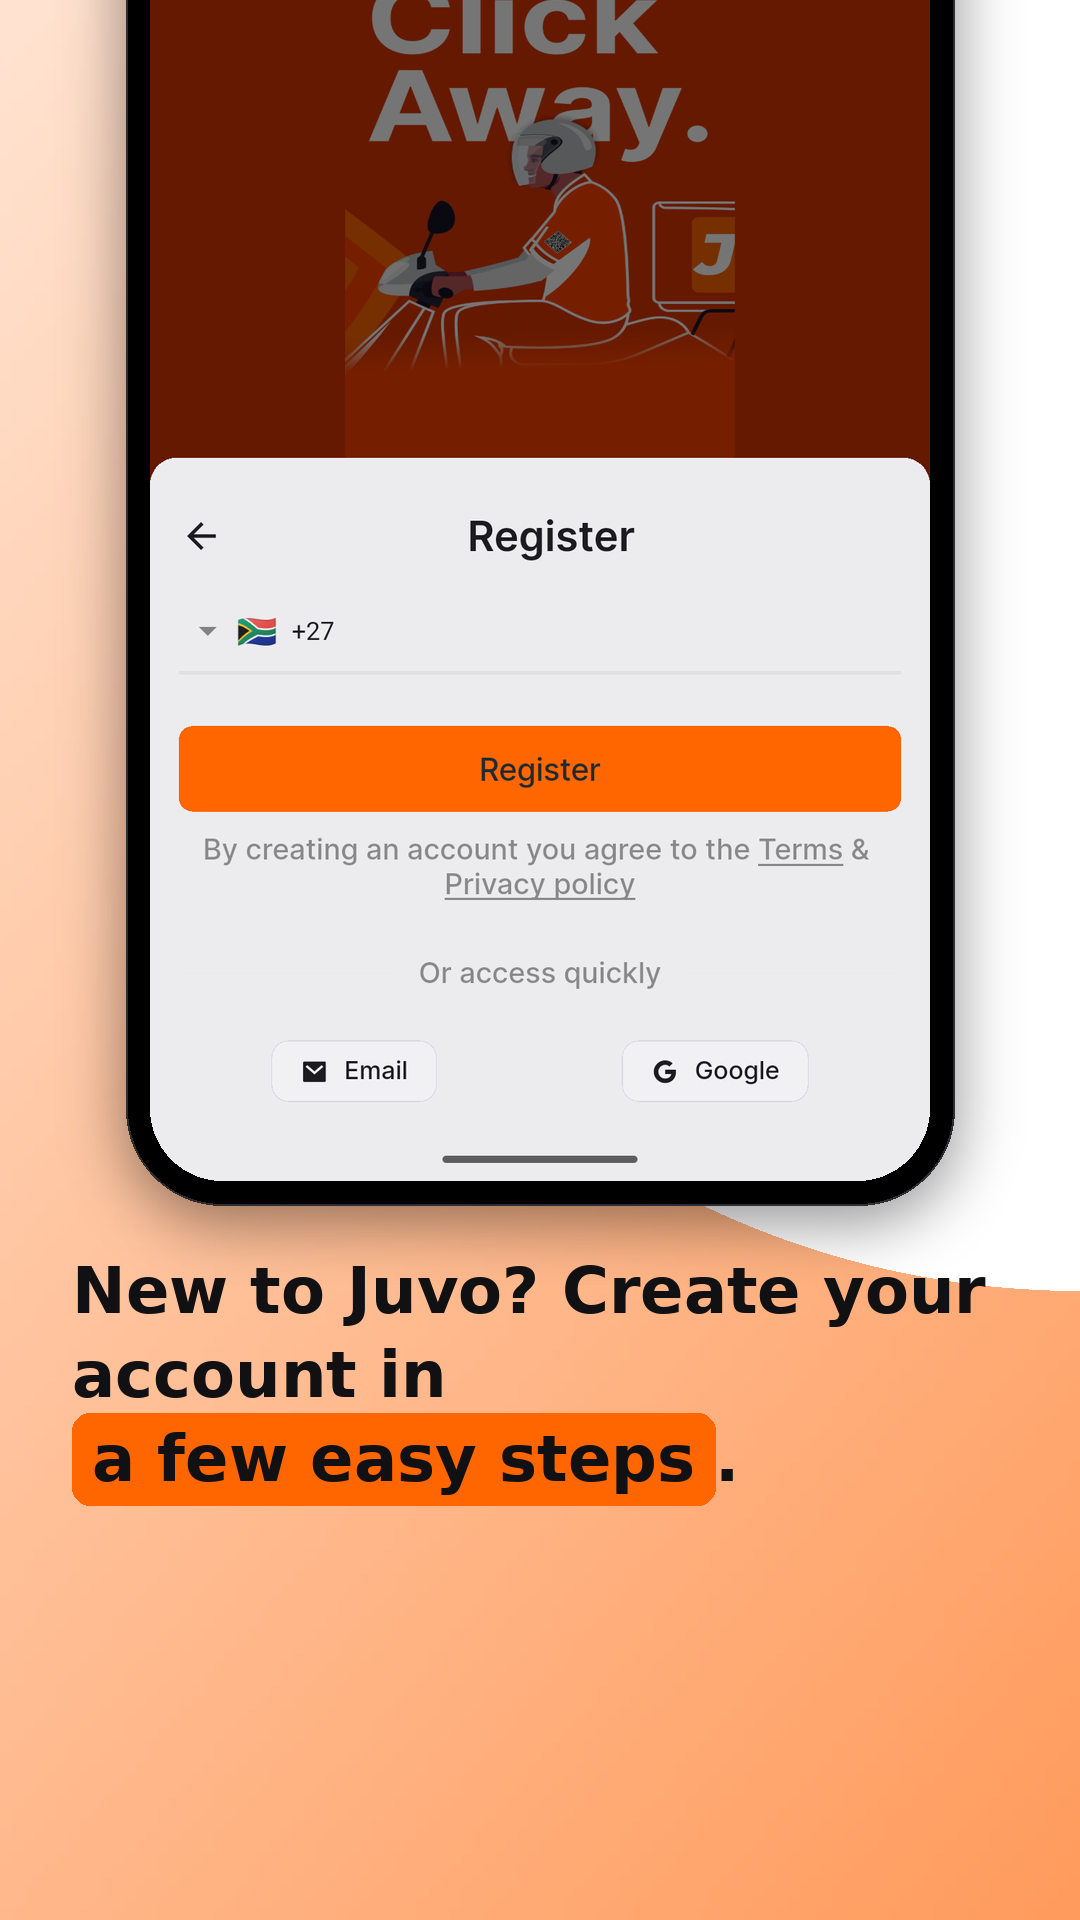 Click
Away.
J
Register
+27
Register
By creating an account you agree to the Terms &
Privacy policy
Or access quickly
Email
Google
New to Juvo? Create your
account in
a few easy steps.